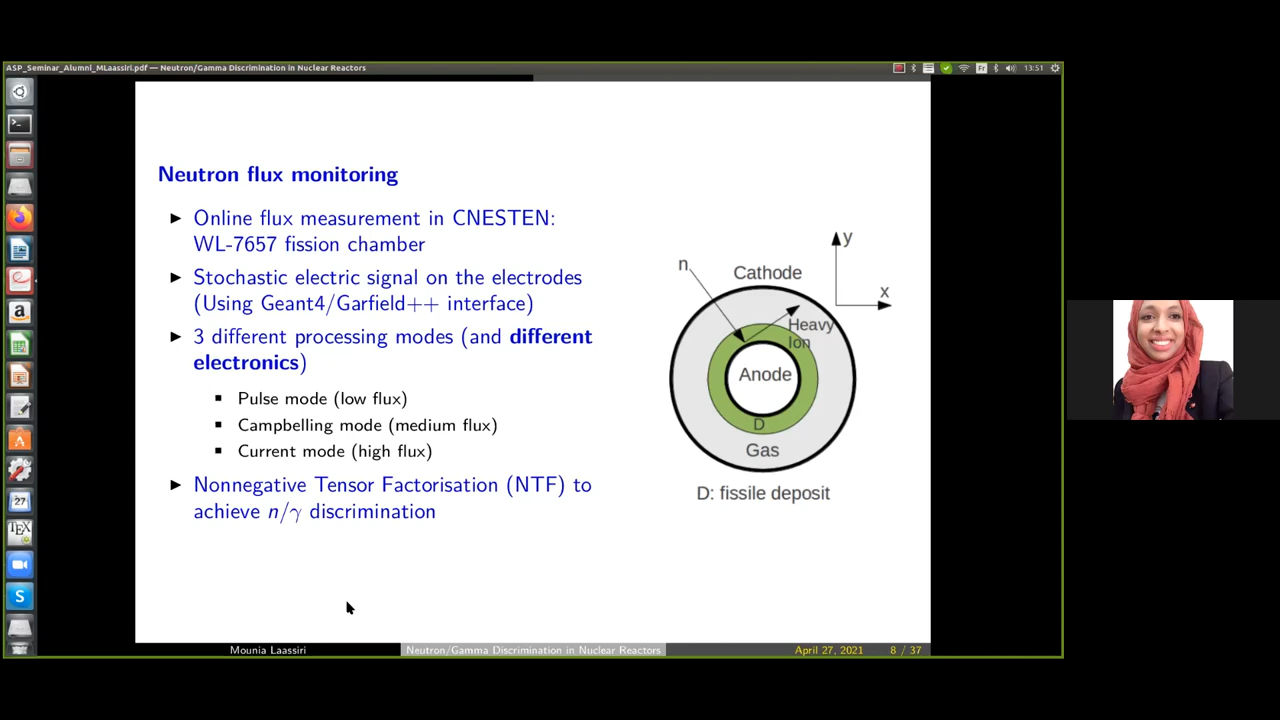 ASP_Seminar_Alumni_MLaassiri.pdf — Neutron/Gamma Discrimination in Nuclear Reactors
Fr
13:51
Neutron flux monitoring
Online flux measurement in CNESTEN:
WL-7657 fission chamber
Stochastic electric signal on the electrodes
(Using Geant4/Garfield++ interface)
3 different processing modes (and different
electronics)
Pulse mode (low flux)
Campbelling mode (medium flux)
Current mode (high flux)
Nonnegative Tensor Factorisation (NTF) to
achieve n/γ discrimination
y
x
n
Cathode
Heavy
Ion
Anode
D
Gas
D: fissile deposit
a
A
27
TEX
S
Mounia Laassiri
Neutron/Gamma Discrimination in Nuclear Reactors
April 27, 2021
8 / 37